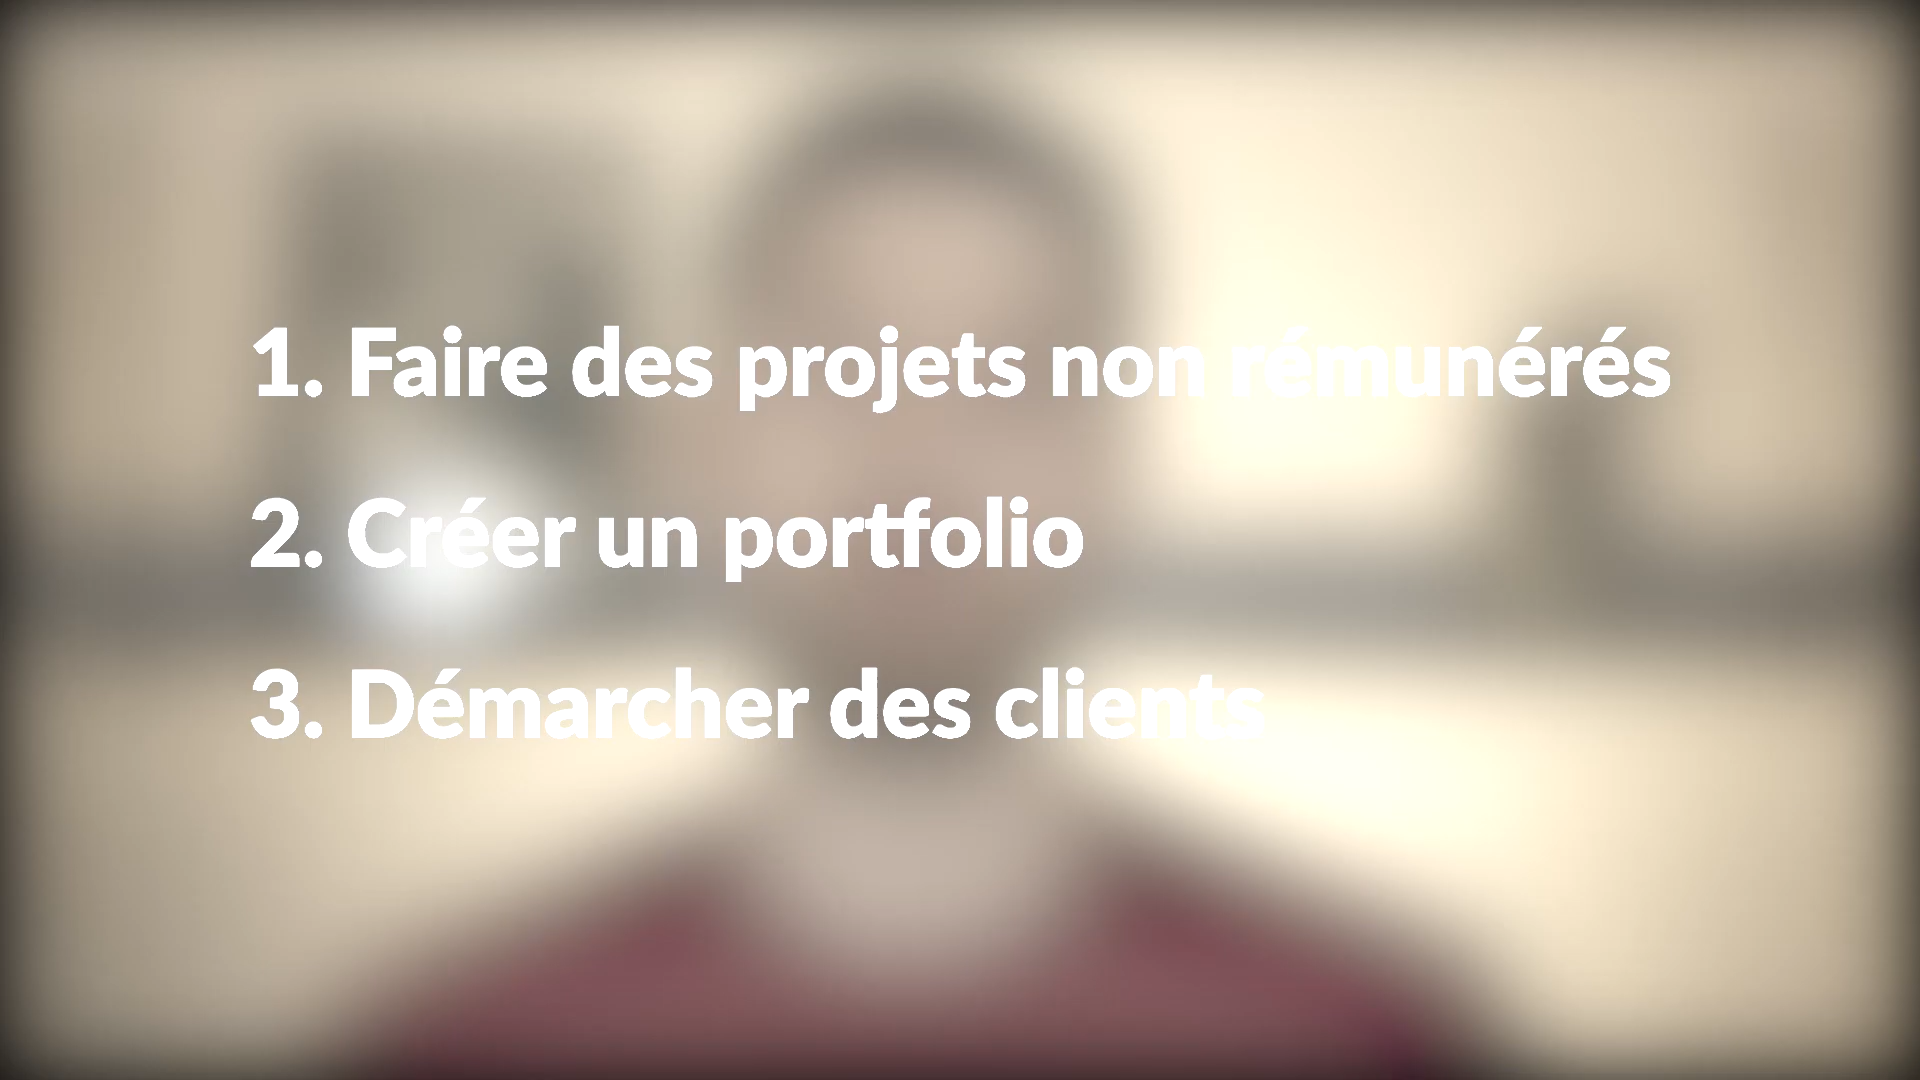 1. Faire des projets non rémunérés
2. Créer un portfolio
3. Démarcher des clients